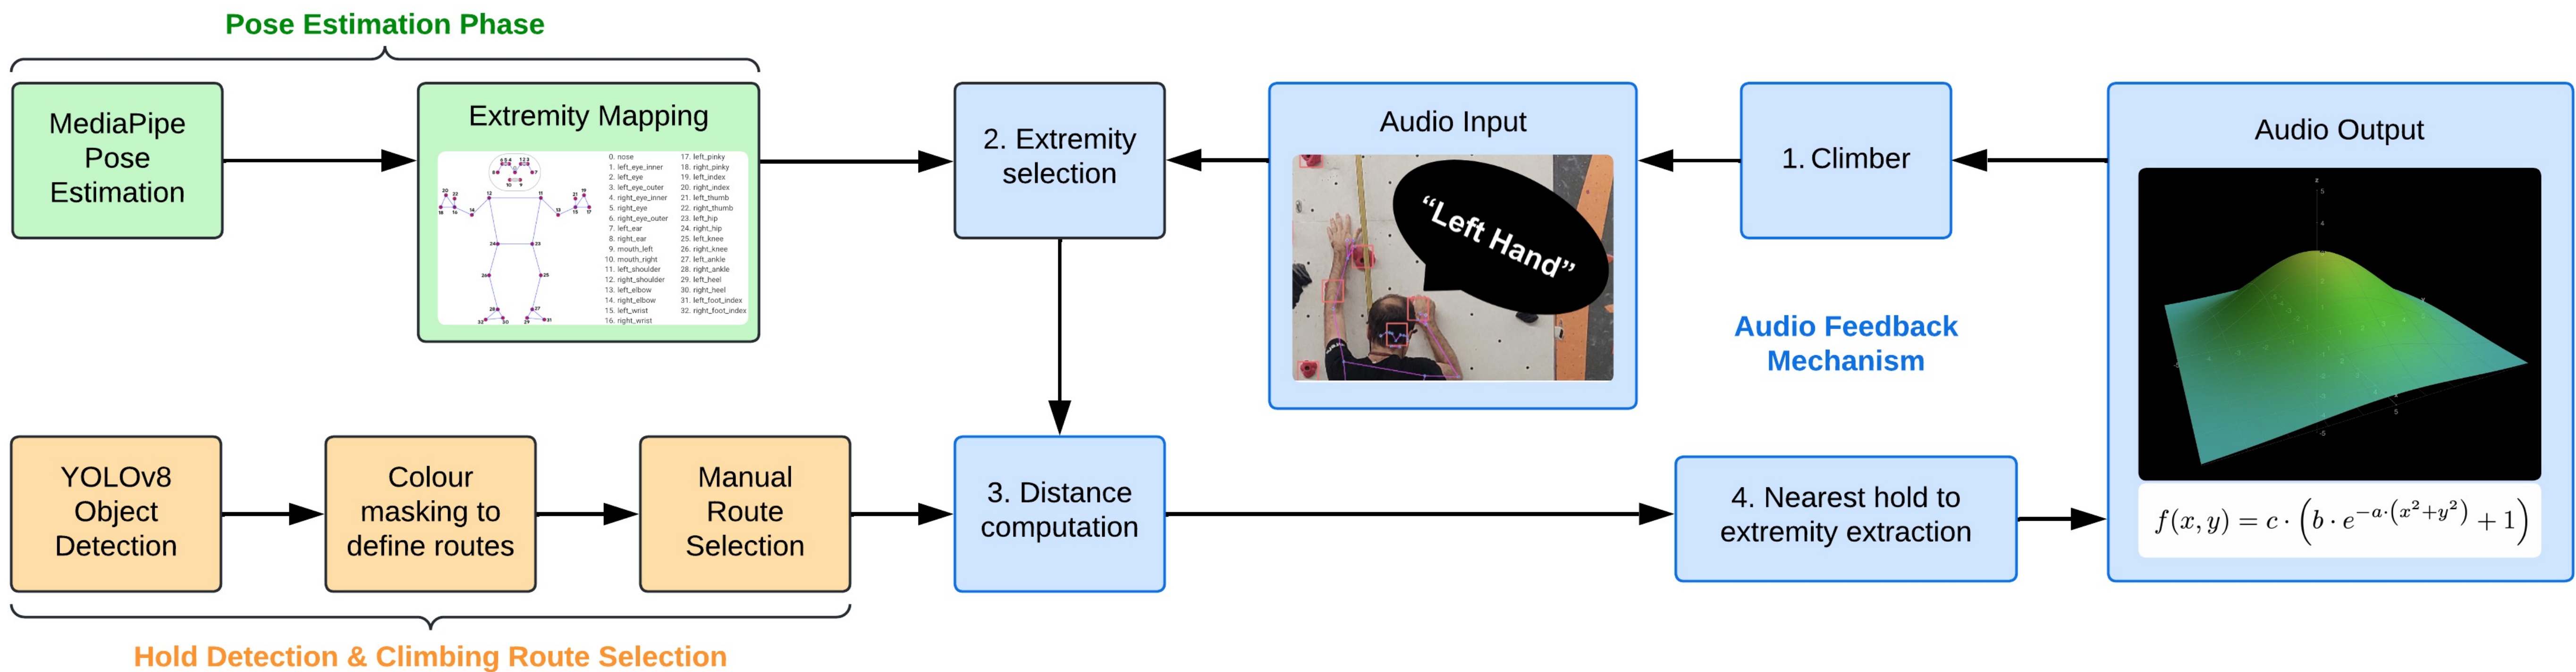 Pose Estimation Phase
MediaPipe
Pose
Estimation
Extremity Mapping
0. nose
1. left_eye_inner
2. left_eye
3. left_eye_outer
4. right_eye_inner
5. right_eye
6. right_eye_outer
7. left_ear
8. right_ear
9. mouth_left
10. mouth_right
11. left_shoulder
12. right_shoulder
13. left_elbow
14. right_elbow
15. left_wrist
16. right_wrist
17. left_pinky
18. right_pinky
19. left_index
20. right_index
21. left_thumb
22. right_thumb
23. left_hip
24. right_hip
25. left_knee
26. right_knee
27. left_ankle
28. right_ankle
29. left_heel
30. right_heel
31. left_foot_index
32. right_foot_index
2. Extremity
selection
Audio Input
“Left Hand”
1. Climber
Audio Output
f(x, y) = c · (b · e^{−a·(x²+y²)} + 1)
Audio Feedback
Mechanism
YOLOv8
Object
Detection
Colour
masking to
define routes
Manual
Route
Selection
3. Distance
computation
4. Nearest hold to
extremity extraction
Hold Detection & Climbing Route Selection